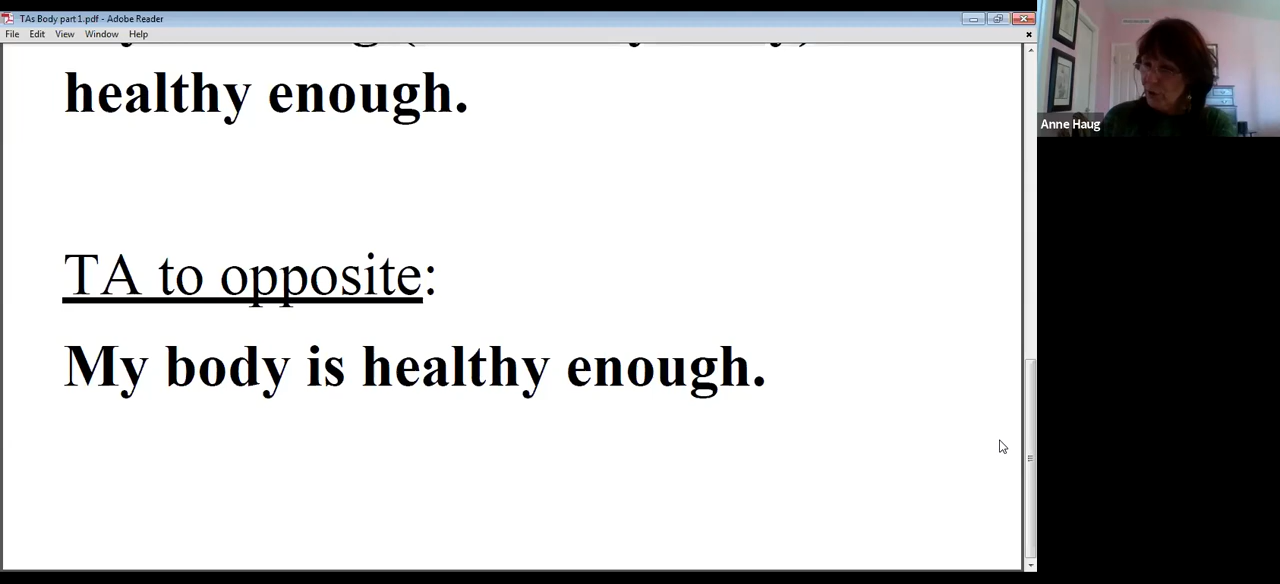 TAs Body part 1.pdf - Adobe Reader
File Edit View Window Help
healthy enough.
TA to opposite:
My body is healthy enough.
Anne Haug